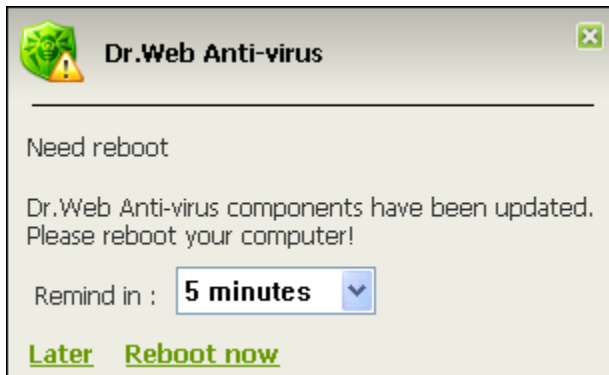 Dr.Web Anti-virus
Need reboot
Dr.Web Anti-virus components have been updated.
Please reboot your computer!
Remind in : 5 minutes
Later Reboot now